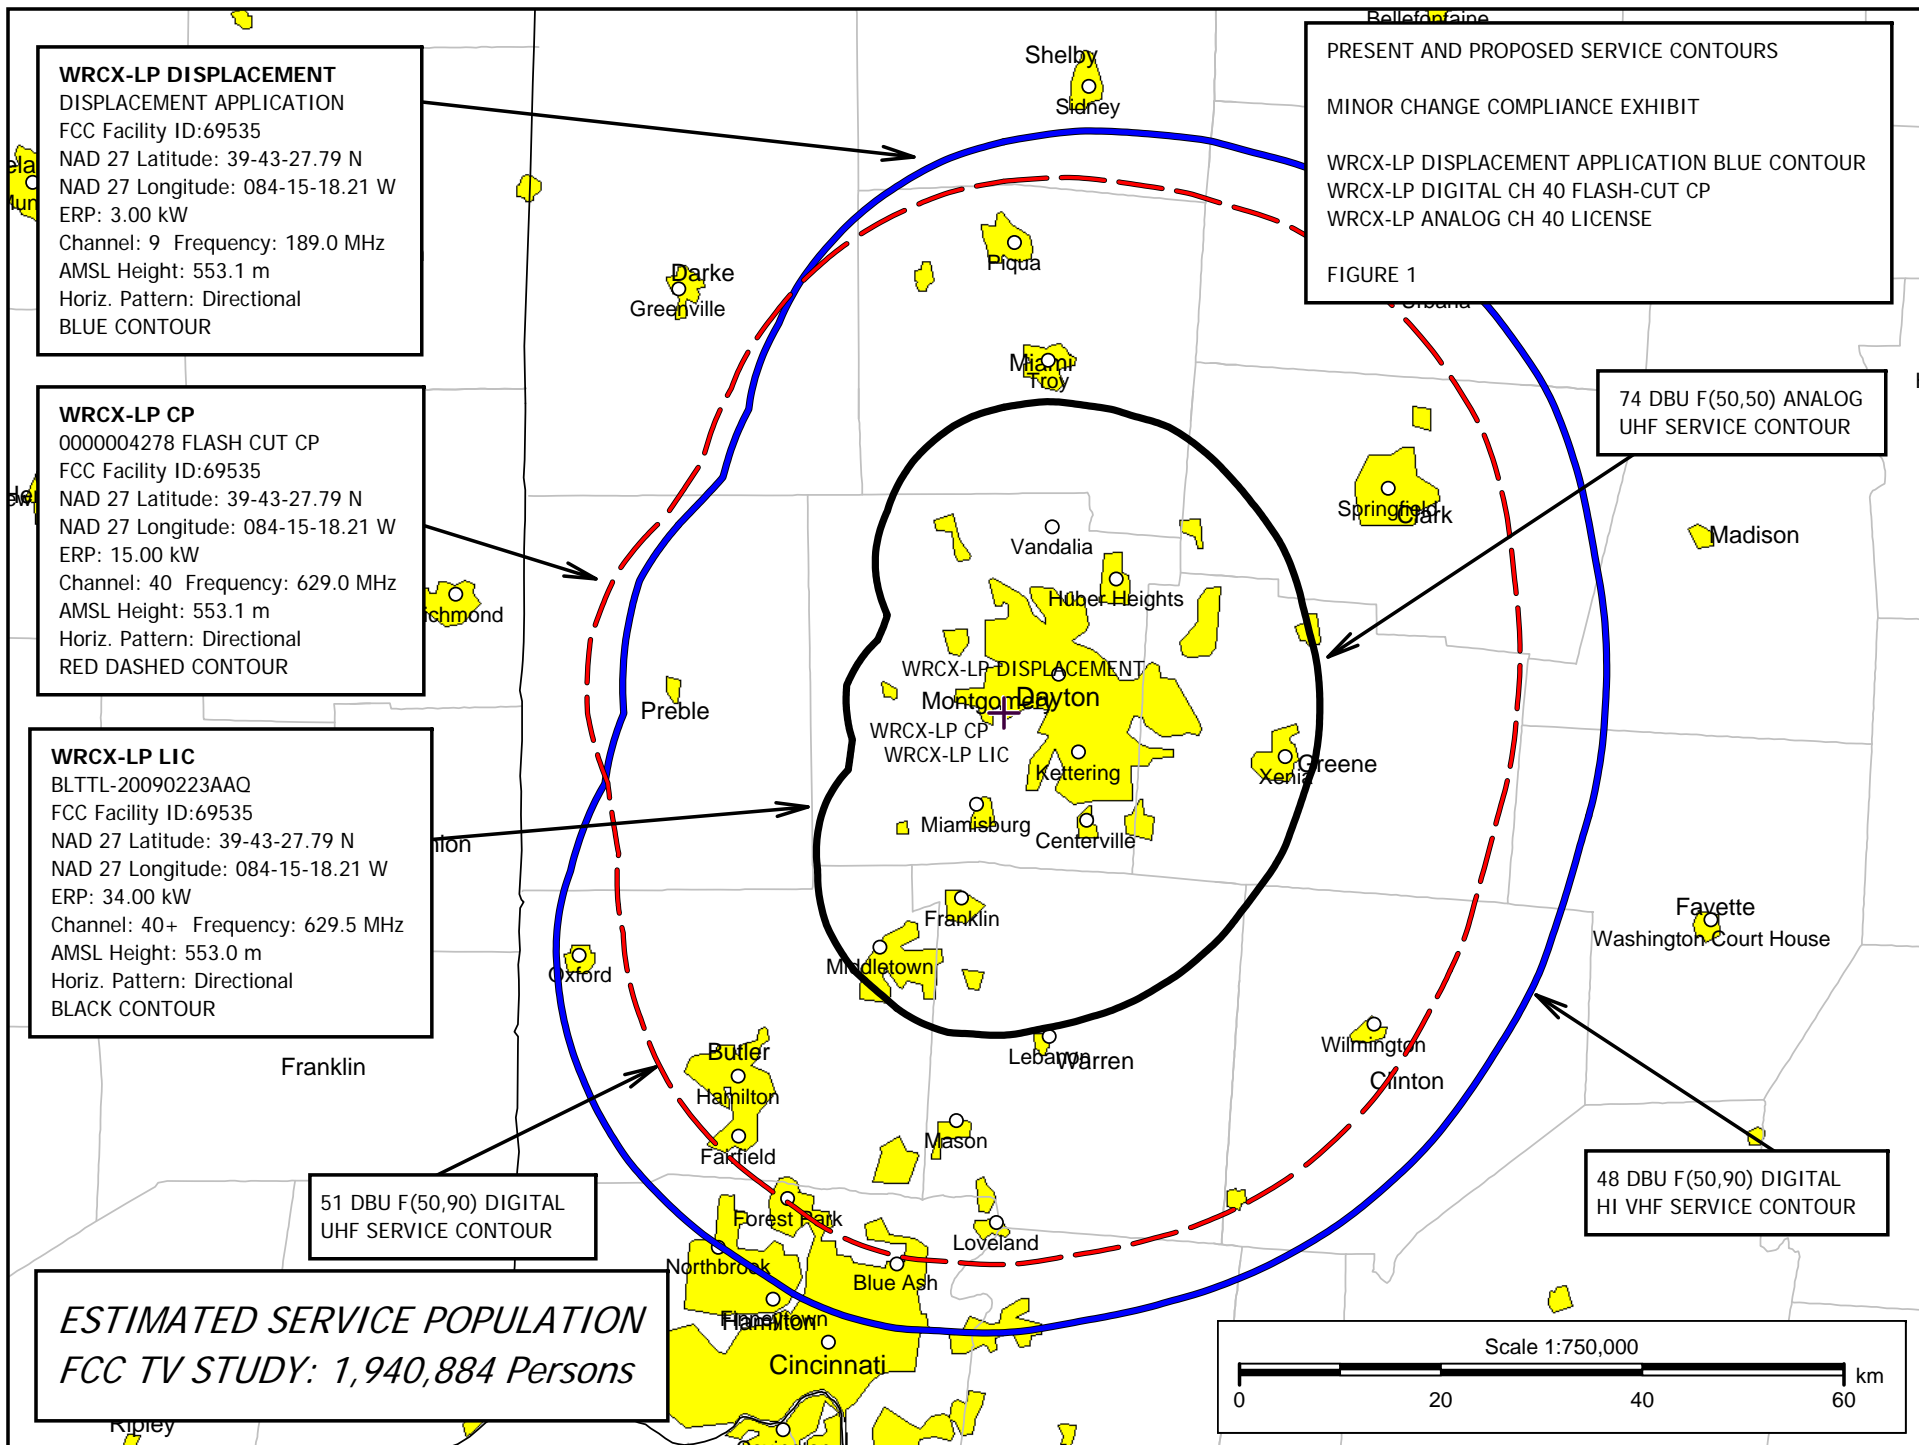 WRCX-LP DISPLACEMENT
DISPLACEMENT APPLICATION
FCC Facility ID:69535
NAD 27 Latitude: 39-43-27.79 N
NAD 27 Longitude: 084-15-18.21 W
ERP: 3.00 kW
Channel: 9 Frequency: 189.0 MHz
AMSL Height: 553.1 m
Horiz. Pattern: Directional
BLUE CONTOUR
WRCX-LP CP
0000004278 FLASH CUT CP
FCC Facility ID:69535
NAD 27 Latitude: 39-43-27.79 N
NAD 27 Longitude: 084-15-18.21 W
ERP: 15.00 kW
Channel: 40 Frequency: 629.0 MHz
AMSL Height: 553.1 m
Horiz. Pattern: Directional
RED DASHED CONTOUR
WRCX-LP LIC
BLTTL-20090223AAQ
FCC Facility ID:69535
NAD 27 Latitude: 39-43-27.79 N
NAD 27 Longitude: 084-15-18.21 W
ERP: 34.00 kW
Channel: 40+ Frequency: 629.5 MHz
AMSL Height: 553.0 m
Horiz. Pattern: Directional
BLACK CONTOUR
PRESENT AND PROPOSED SERVICE CONTOURS
MINOR CHANGE COMPLIANCE EXHIBIT
WRCX-LP DISPLACEMENT APPLICATION BLUE CONTOUR
WRCX-LP DIGITAL CH 40 FLASH-CUT CP
WRCX-LP ANALOG CH 40 LICENSE
FIGURE 1
74 DBU F(50,50) ANALOG
UHF SERVICE CONTOUR
51 DBU F(50,90) DIGITAL
UHF SERVICE CONTOUR
48 DBU F(50,90) DIGITAL
HI VHF SERVICE CONTOUR
ESTIMATED SERVICE POPULATION
FCC TV STUDY: 1,940,884 Persons
Scale 1:750,000
km
0 20 40 60
Bellefontaine
Shelby
Sidney
Piqua
Darke
Greenville
Miami
Troy
Urbana
Springfield
Clark
Madison
Vandalia
Huber Heights
ichmond
WRCX-LP DISPLACEMENT
Montgomery
Dayton
WRCX-LP CP
WRCX-LP LIC
Preble
Kettering
Xenia
Greene
Miamisburg
Centerville
Franklin
Middletown
Oxford
Fayette
Washington Court House
Wilmington
Clinton
Lebanon
Warren
Franklin
Butler
Hamilton
Fairfield
Mason
Forest Park
Loveland
Northbrook
Blue Ash
Finneytown
Hamilton
Cincinnati
Ripley